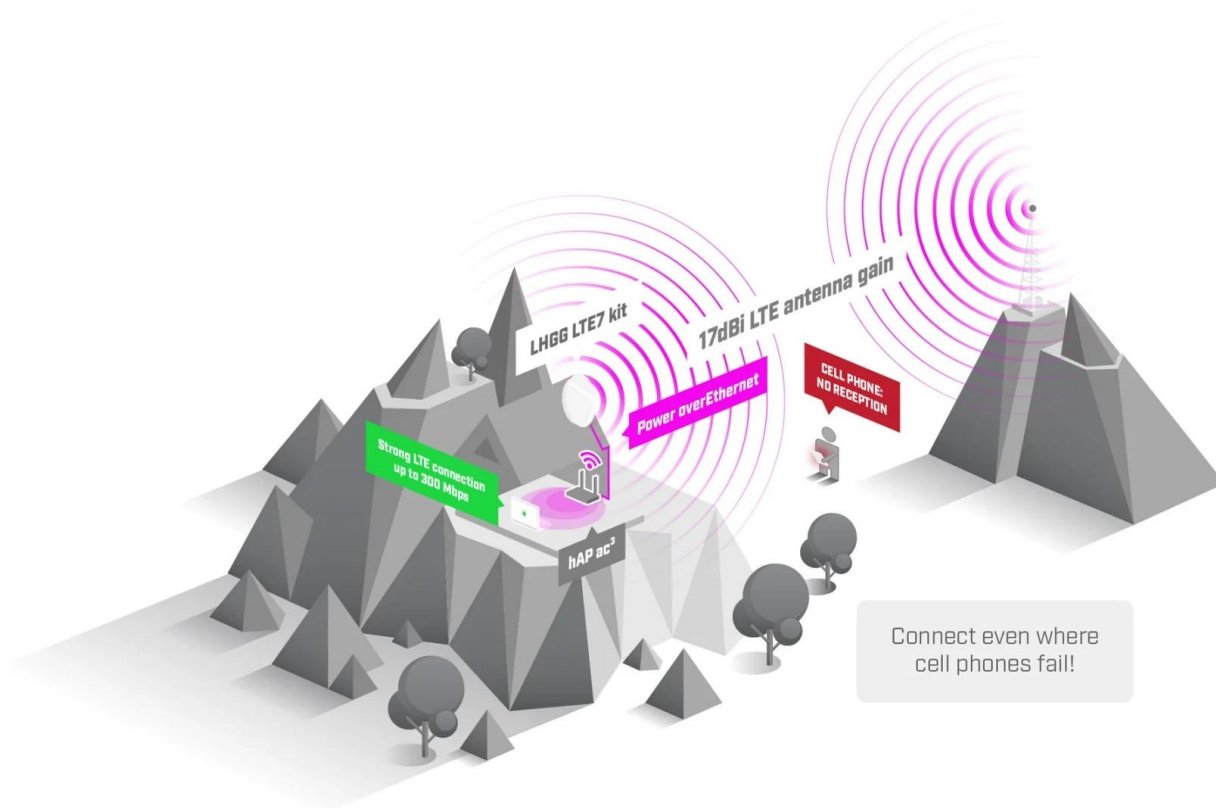 LHGG LTE7 kit
17dBi LTE antenna gain
Power overEthernet
CELL PHONE:
NO RECEPTION
Strong LTE connection
up to 300 Mbps
hAP ac³
Connect even where
cell phones fail!